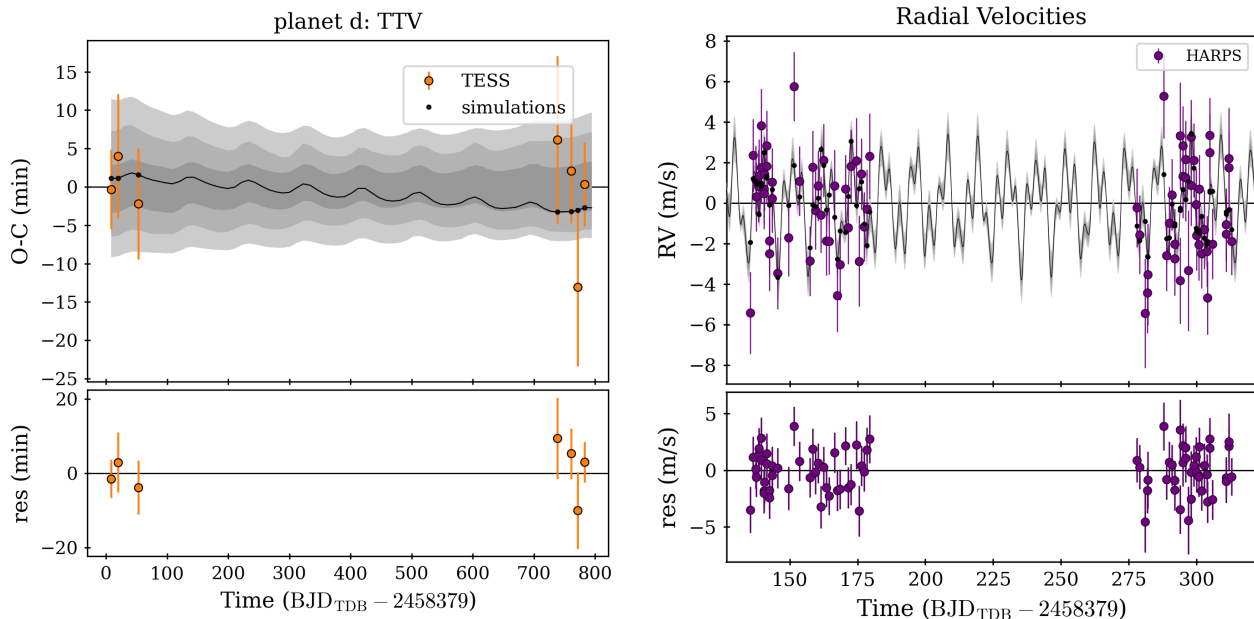 planet d: TTV
TESS
simulations
O-C (min)
15
10
5
0
−5
−10
−15
−20
−25
res (min)
20
0
−20
0 100 200 300 400 500 600 700 800
Time (BJD_TDB − 2458379)
Radial Velocities
HARPS
RV (m/s)
8
6
4
2
0
−2
−4
−6
−8
res (m/s)
5
0
−5
150 175 200 225 250 275 300
Time (BJD_TDB − 2458379)